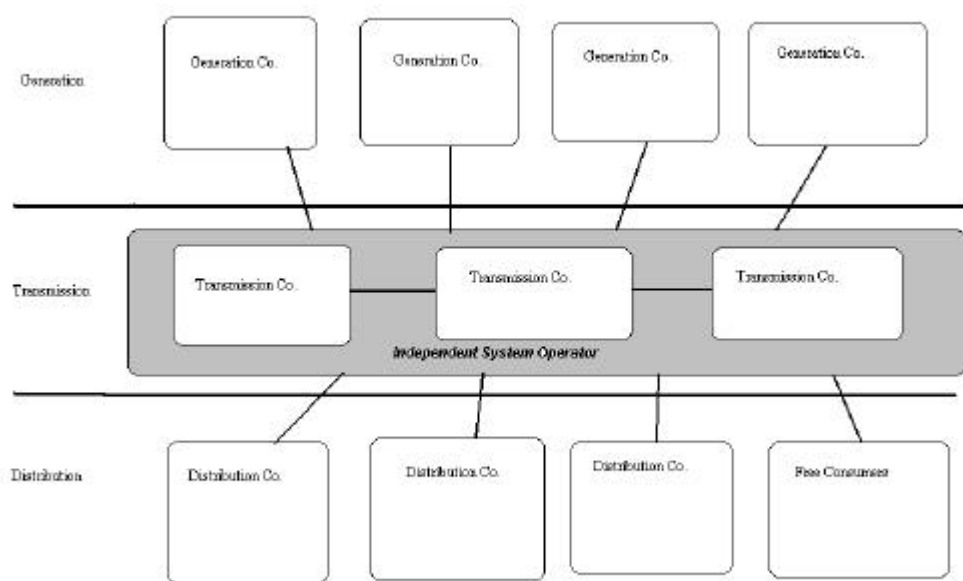 Generation
Generation Co.
Generation Co.
Generation Co.
Generation Co.
Transmission
Transmission Co.
Transmission Co.
Transmission Co.
Independent System Operator
Distribution
Distribution Co.
Distribution Co.
Distribution Co.
Free Consumers